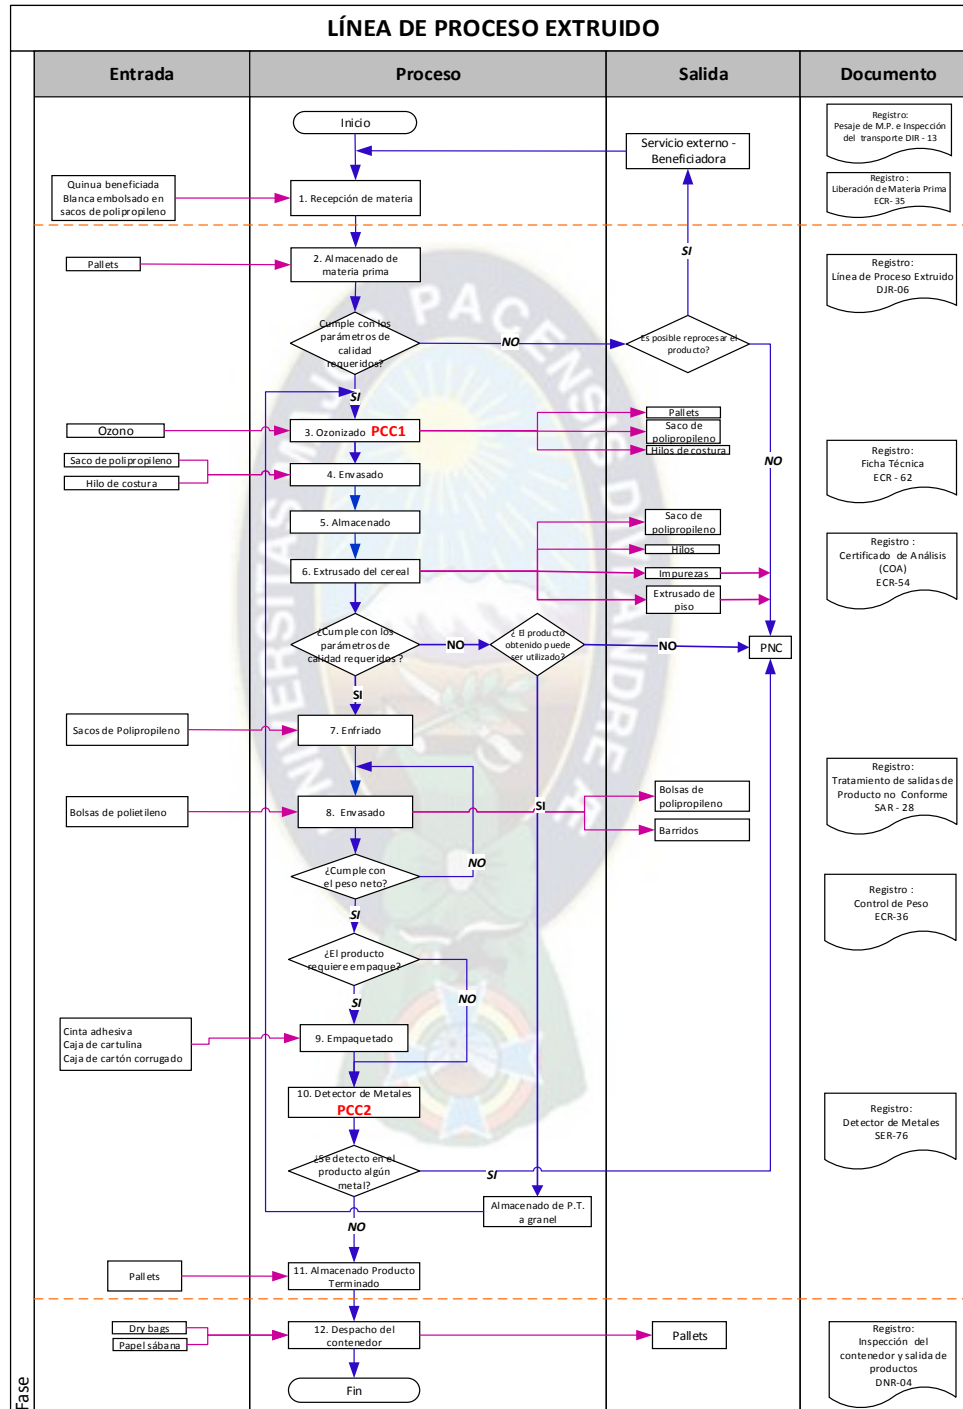 LÍNEA DE PROCESO EXTRUIDO
Entrada
Proceso
Salida
Documento
Inicio
Servicio externo -
Beneficiadora
Registro:
Pesaje de M.P. e Inspección
del transporte DIR - 13
Quinua beneficiada
Blanca embolsado en
sacos de polipropileno
1. Recepción de materia
Registro :
Liberación de Materia Prima
ECR- 35
SI
Pallets
2. Almacenado de
materia prima
Registro:
Línea de Proceso Extruido
DJR-06
Cumple con los
parámetros de
calidad
requeridos?
NO
Es posible reprocesar el
producto?
SI
Ozono
3. Ozonizado PCC1
Pallets
Saco de
polipropileno
Hilos de costura
NO
Saco de polipropileno
Hilo de costura
4. Envasado
Registro:
Ficha Técnica
ECR - 62
5. Almacenado
Saco de
polipropileno
Hilos
6. Extrusado del cereal
Impurezas
Extrusado de
piso
Registro :
Certificado de Análisis
(COA)
ECR-54
¿Cumple con los
parámetros de
calidad requeridos ?
NO
¿ El producto
obtenido puede
ser utilizado?
NO
PNC
SI
Sacos de Polipropileno
7. Enfriado
Bolsas de polietileno
8. Envasado
SI
Bolsas de
polipropileno
Barridos
Registro:
Tratamiento de salidas de
Producto no Conforme
SAR - 28
¿Cumple con
el peso neto?
NO
Registro :
Control de Peso
ECR-36
SI
¿El producto
requiere empaque?
NO
SI
Cinta adhesiva
Caja de cartulina
Caja de cartón corrugado
9. Empaquetado
10. Detector de Metales
PCC2
Registro:
Detector de Metales
SER-76
¿Se detecto en el
producto algún
metal?
SI
Almacenado de P.T.
a granel
NO
Pallets
11. Almacenado Producto
Terminado
Dry bags
Papel sábana
12. Despacho del
contenedor
Pallets
Registro:
Inspección del
contenedor y salida de
productos
DNR-04
Fin
Fase
UNIVERSITAS MAJOR PACENSIS DIVI ANDREAE